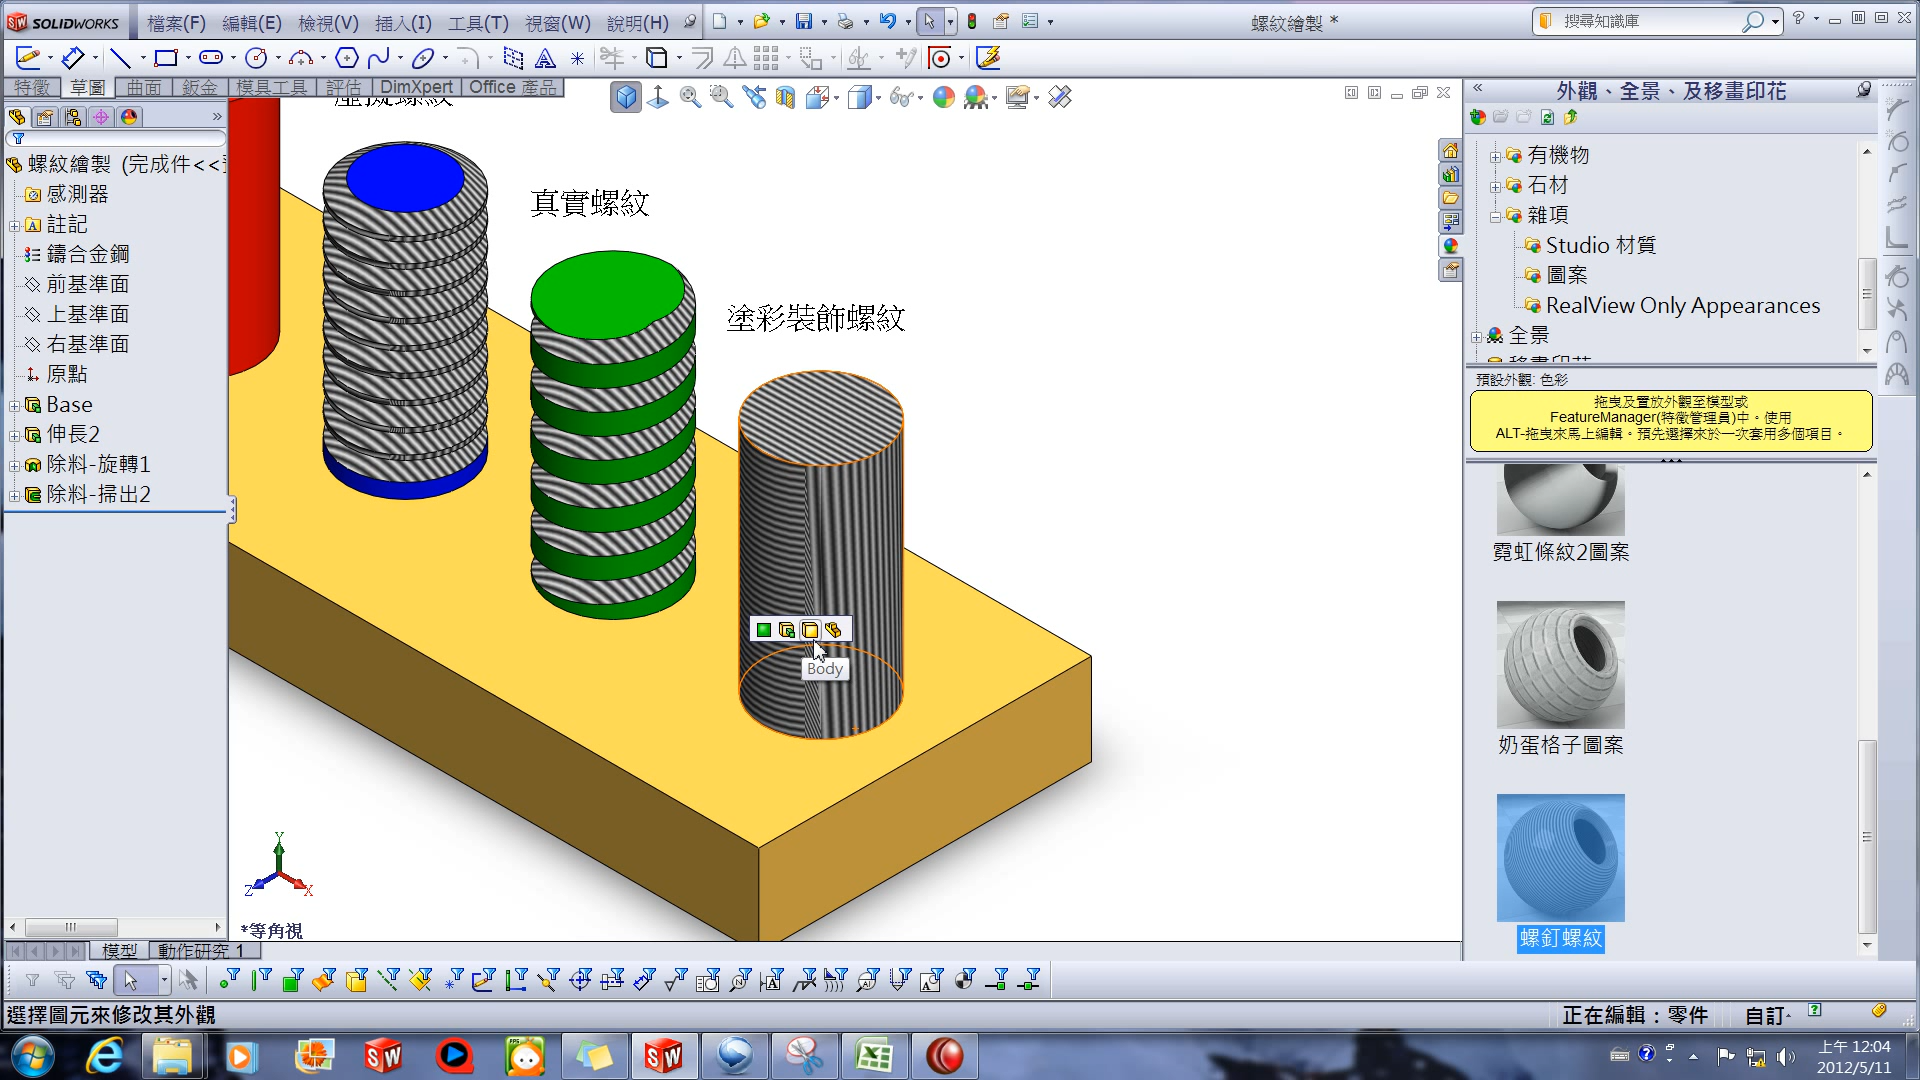 SOLIDWORKS 檔案(F) 編輯(E) 檢視(V) 插入(I) 工具(T) 視窗(W) 說明(H) 螺紋繪製 * 搜尋知識庫
特徵 草圖 曲面 鈑金 模具工具 評估 DimXpert Office 產品
螺紋繪製 (完成件<<
感測器
註記
鑄合金鋼
前基準面
上基準面
右基準面
原點
Base
伸長2
除料-旋轉1
除料-掃出2
虛擬螺紋
真實螺紋
塗彩裝飾螺紋
Body
Y
Z
X
*等角視
外觀、全景、及移畫印花
有機物
石材
雜項
Studio 材質
圖案
RealView Only Appearances
全景
移畫印花
預設外觀: 色彩
拖曳及置放外觀至模型或
FeatureManager(特徵管理員)中。使用
ALT-拖曳來馬上編輯。預先選擇來於一次套用多個項目。
霓虹條紋2圖案
奶蛋格子圖案
螺釘螺紋
模型 動作研究 1
選擇圖元來修改其外觀
正在編輯：零件 自訂
上午 12:04
2012/5/11